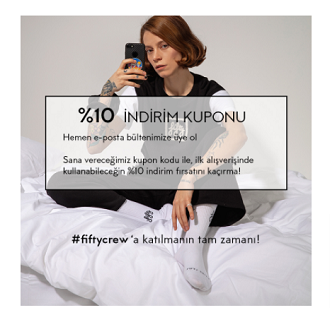 %10 İNDİRİM KUPONU
Hemen e-posta bültenimize üye ol
Sana vereceğimiz kupon kodu ile, ilk alışverişinde
kullanabileceğin %10 indirim fırsatını kaçırma!
#fiftycrew 'a katılmanın tam zamanı!